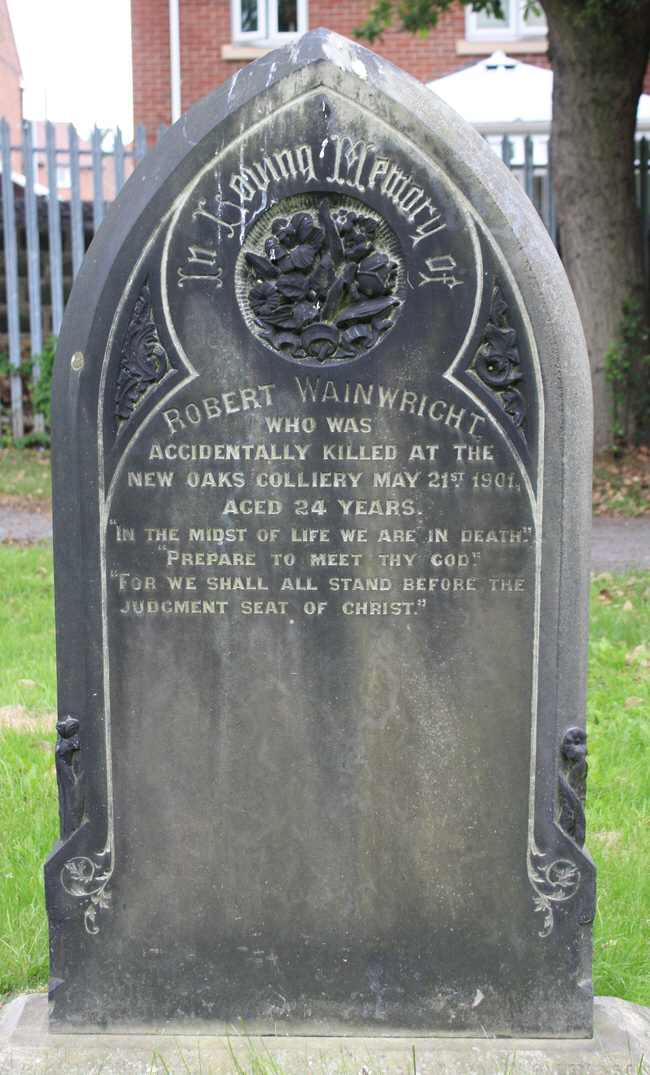 In Loving Memory of
ROBERT WAINWRIGHT,
WHO WAS
ACCIDENTALLY KILLED AT THE
NEW OAKS COLLIERY MAY 21ST 1901,
AGED 24 YEARS.
"IN THE MIDST OF LIFE WE ARE IN DEATH."
"PREPARE TO MEET THY GOD."
"FOR WE SHALL ALL STAND BEFORE THE
JUDGMENT SEAT OF CHRIST."